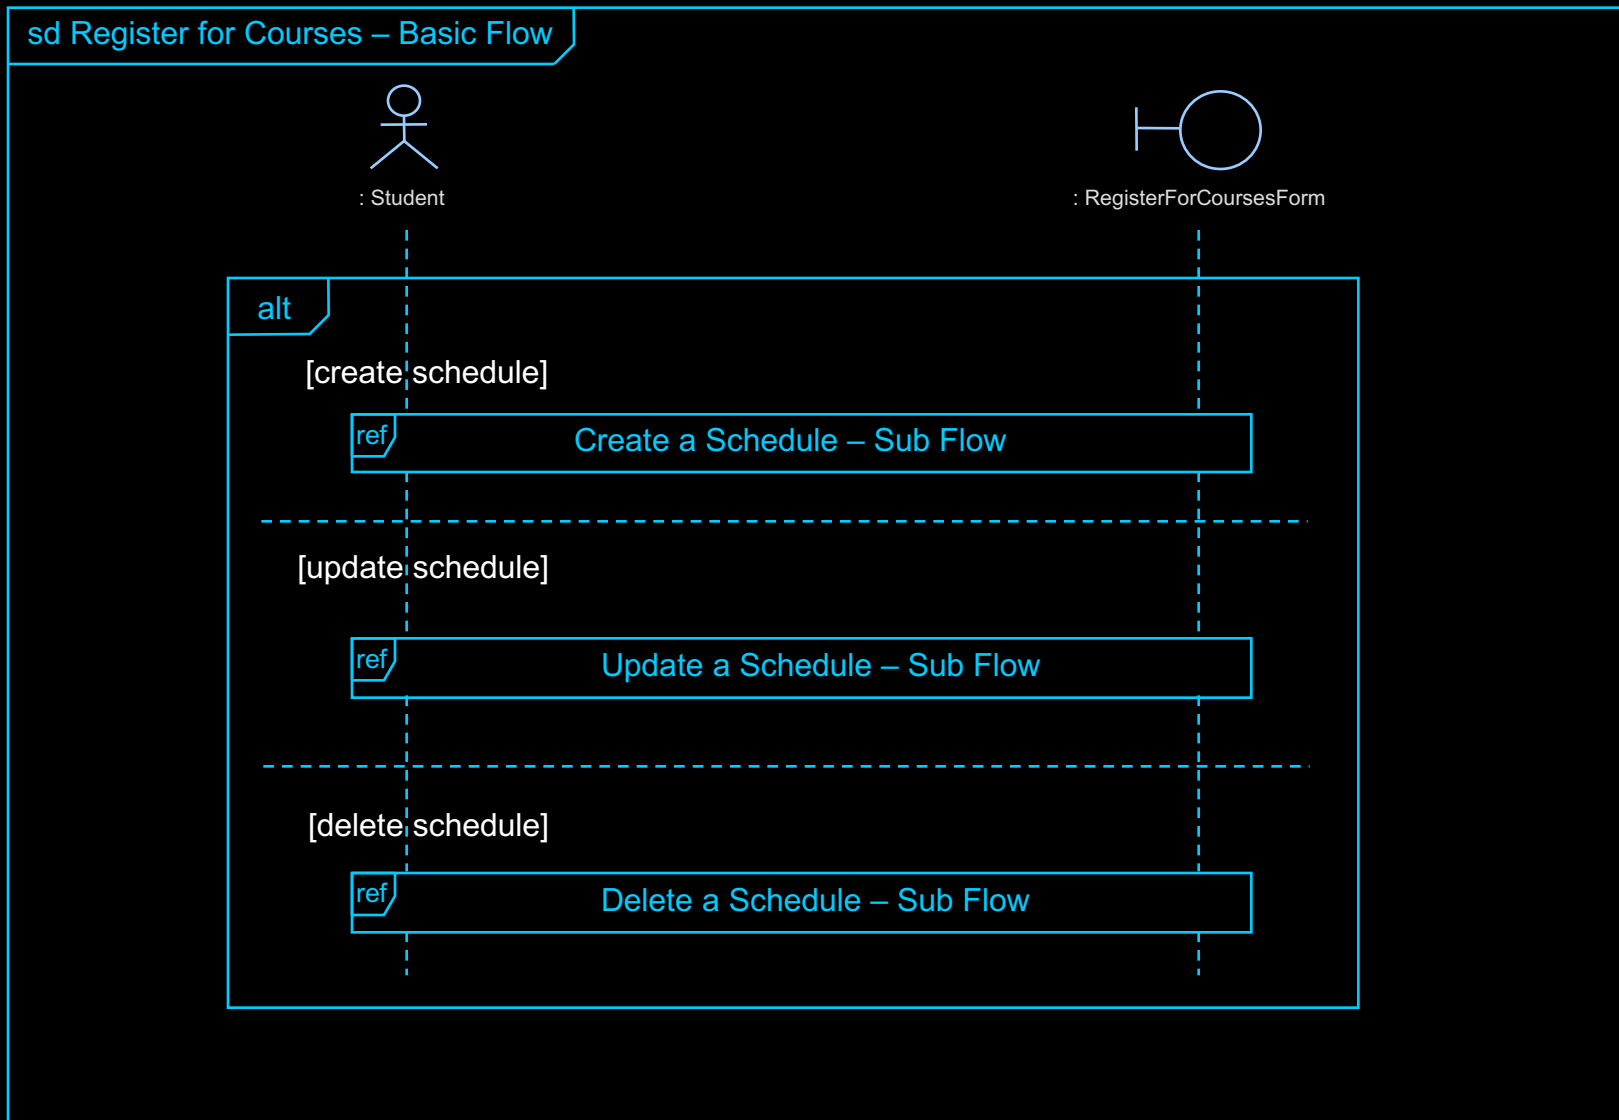 sd Register for Courses – Basic Flow
: Student
: RegisterForCoursesForm
alt
[create schedule]
ref
Create a Schedule – Sub Flow
[update schedule]
ref
Update a Schedule – Sub Flow
[delete schedule]
ref
Delete a Schedule – Sub Flow